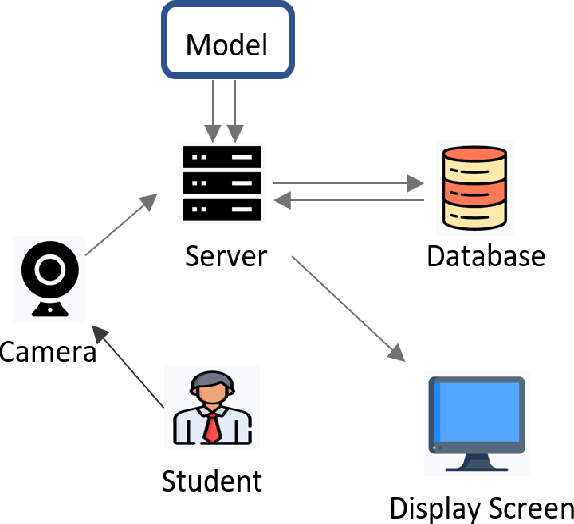 Model
Server
Database
Camera
Student
Display Screen